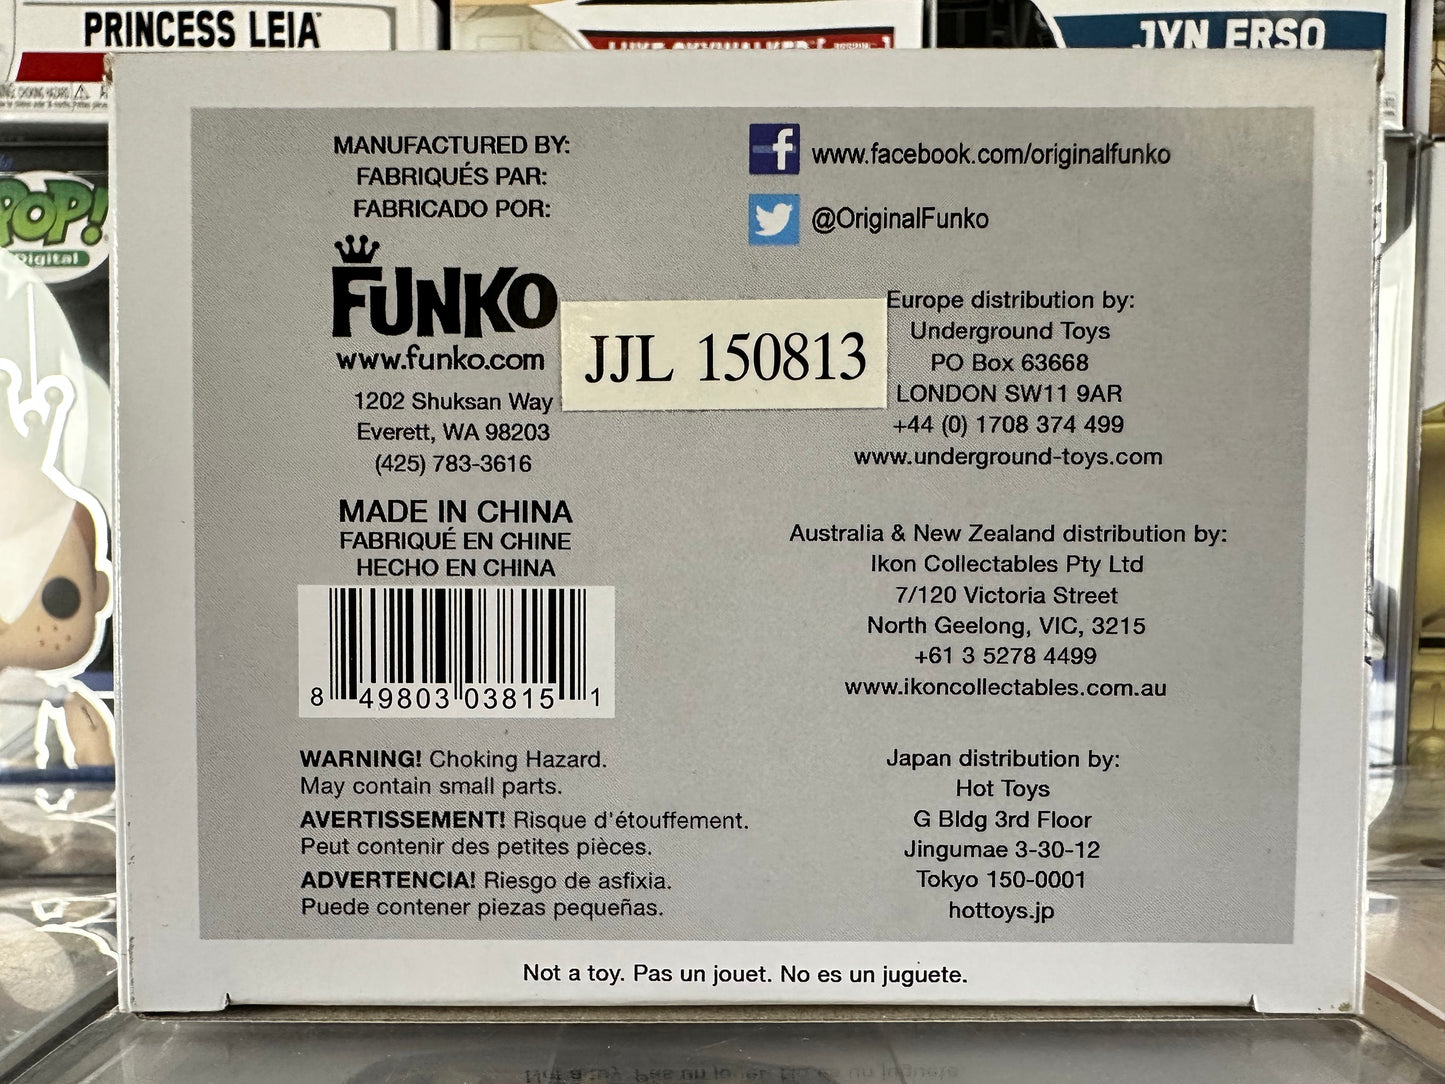 PRINCESS LEIA
LUKE SKYWALKER
JYN ERSO
POP!
Digital
MANUFACTURED BY:
FABRIQUÉS PAR:
FABRICADO POR:
FUNKO
www.funko.com
1202 Shuksan Way
Everett, WA 98203
(425) 783-3616
MADE IN CHINA
FABRIQUÉ EN CHINE
HECHO EN CHINA
8 49803 03815 1
WARNING! Choking Hazard.
May contain small parts.
AVERTISSEMENT! Risque d'étouffement.
Peut contenir des petites pièces.
ADVERTENCIA! Riesgo de asfixia.
Puede contener piezas pequeñas.
JJL 150813
f www.facebook.com/originalfunko
@OriginalFunko
Europe distribution by:
Underground Toys
PO Box 63668
LONDON SW11 9AR
+44 (0) 1708 374 499
www.underground-toys.com
Australia & New Zealand distribution by:
Ikon Collectables Pty Ltd
7/120 Victoria Street
North Geelong, VIC, 3215
+61 3 5278 4499
www.ikoncollectables.com.au
Japan distribution by:
Hot Toys
G Bldg 3rd Floor
Jingumae 3-30-12
Tokyo 150-0001
hottoys.jp
Not a toy. Pas un jouet. No es un juguete.